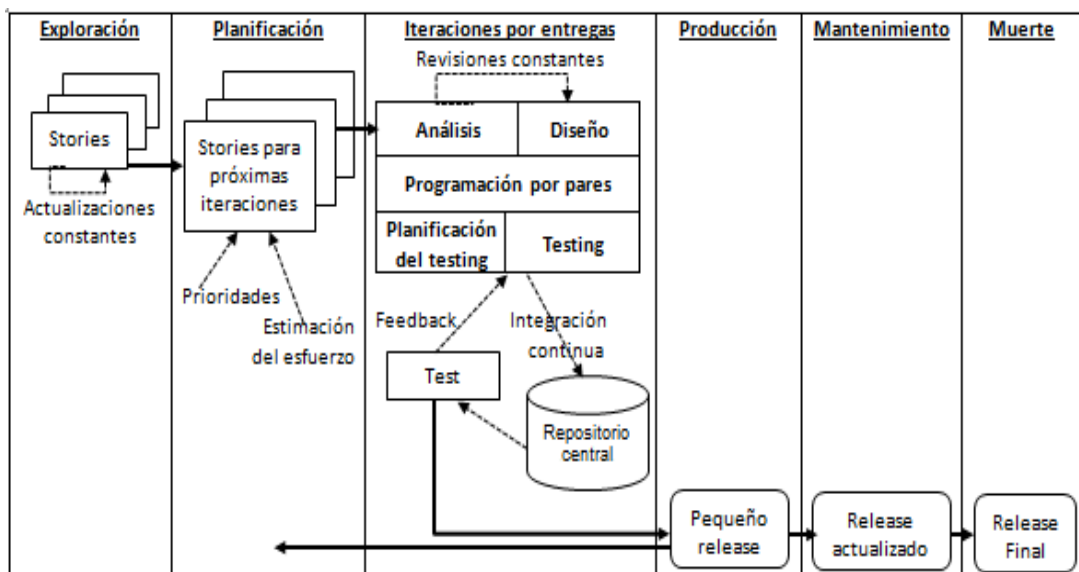 Exploración
Planificación
Iteraciones por entregas
Producción
Mantenimiento
Muerte
Revisiones constantes
Stories
Actualizaciones
constantes
Stories para
próximas
iteraciones
Prioridades
Estimación
del esfuerzo
Análisis
Diseño
Programación por pares
Planificación
del testing
Testing
Feedback
Integración
continua
Test
Repositorio
central
Pequeño
release
Release
actualizado
Release
Final